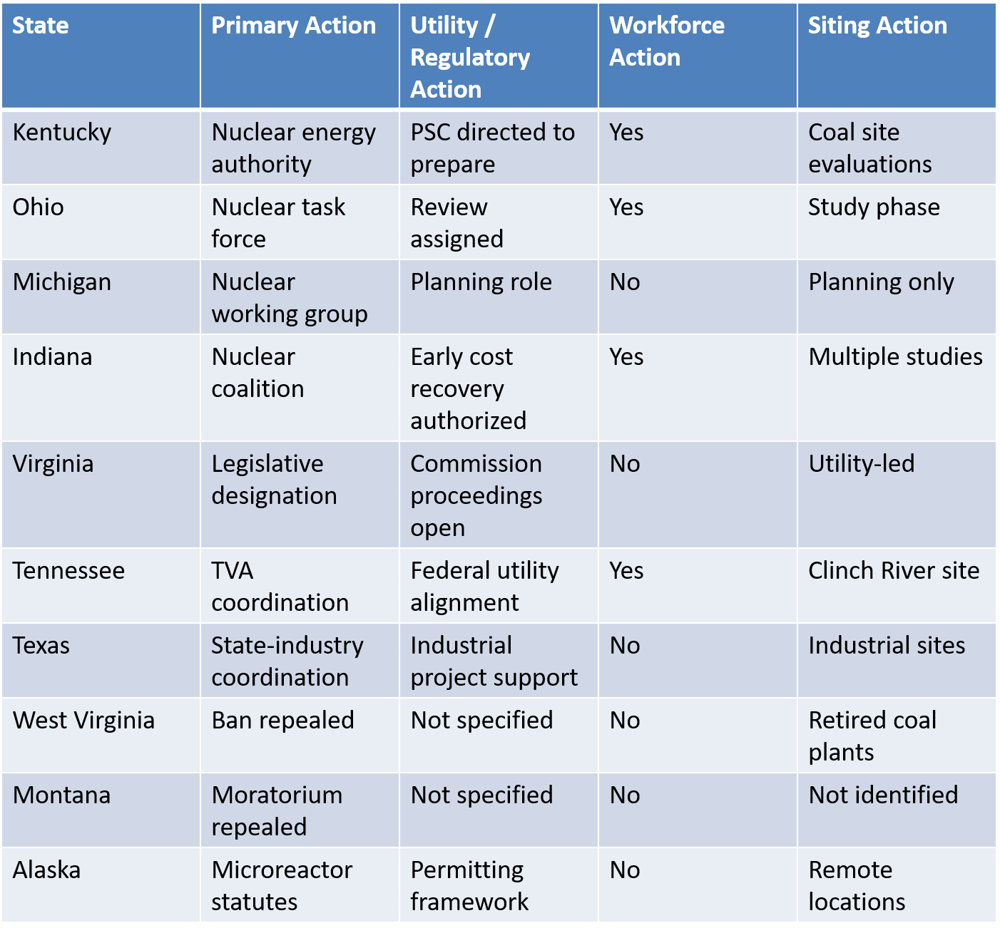 State
Primary Action
Utility /
Regulatory
Action
Workforce
Action
Siting Action
Kentucky
Nuclear energy
authority
PSC directed to
prepare
Yes
Coal site
evaluations
Ohio
Nuclear task
force
Review
assigned
Yes
Study phase
Michigan
Nuclear
working group
Planning role
No
Planning only
Indiana
Nuclear
coalition
Early cost
recovery
authorized
Yes
Multiple studies
Virginia
Legislative
designation
Commission
proceedings
open
No
Utility-led
Tennessee
TVA
coordination
Federal utility
alignment
Yes
Clinch River site
Texas
State-industry
coordination
Industrial
project support
No
Industrial sites
West Virginia
Ban repealed
Not specified
No
Retired coal
plants
Montana
Moratorium
repealed
Not specified
No
Not identified
Alaska
Microreactor
statutes
Permitting
framework
No
Remote
locations